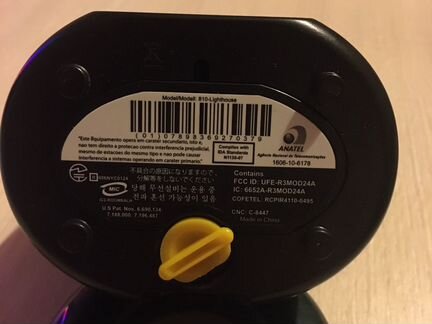 Model/Modell: 810-Lighthouse
(01)07898369270379
"Este Equipamento opera em caráter secundário, isto é,
não tem direito a proteção contra interferência prejudicial,
mesmo de estações do mesmo tipo e não pode causar
interferência a sistemas operando em caráter primário."
Complies with
IDA Standards
N1138-07
ANATEL
Agência Nacional de Telecomunicações
1606-10-6178
不具合の原因になりますので、
分解等をしないでください
MIC
당해 무선설비는 운용 중
전파 혼신 가능성이 있음
U S Pat Nos. 6,690,134
7,188,000, 7,796,487
Contains
FCC ID: UFE-R3MOD24A
IC: 6652A-R3MOD24A
COFETEL: RCPIR4110-0495
CNC: C-8447
Made in China